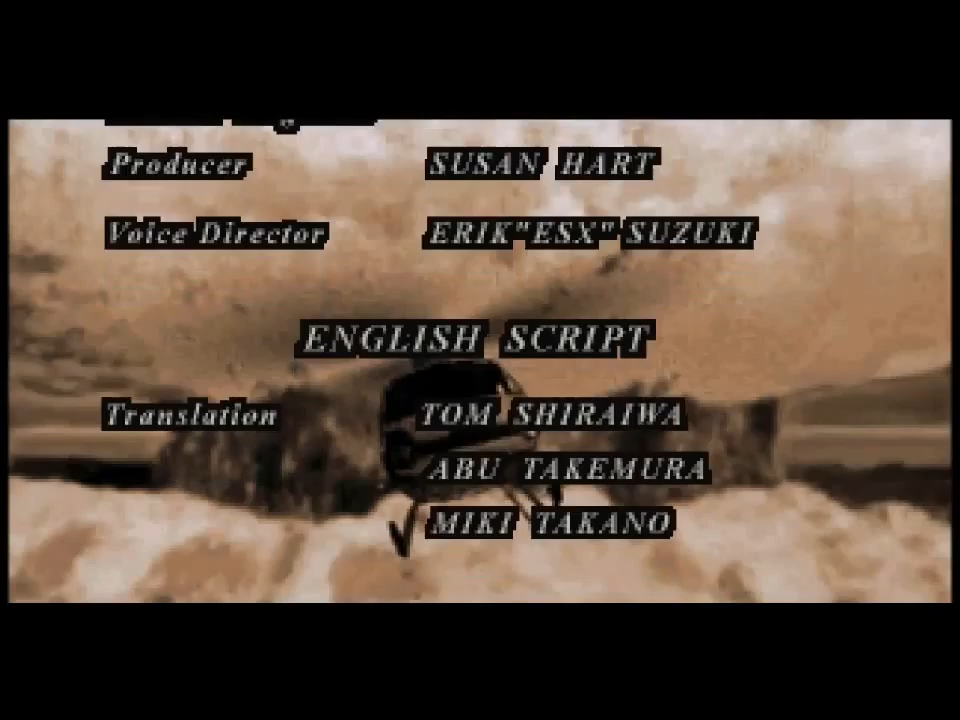 Producer SUSAN HART
Voice Director ERIK"ESX" SUZUKI
ENGLISH SCRIPT
Translation TOM SHIRAIWA
ABU TAKEMURA
MIKI TAKANO